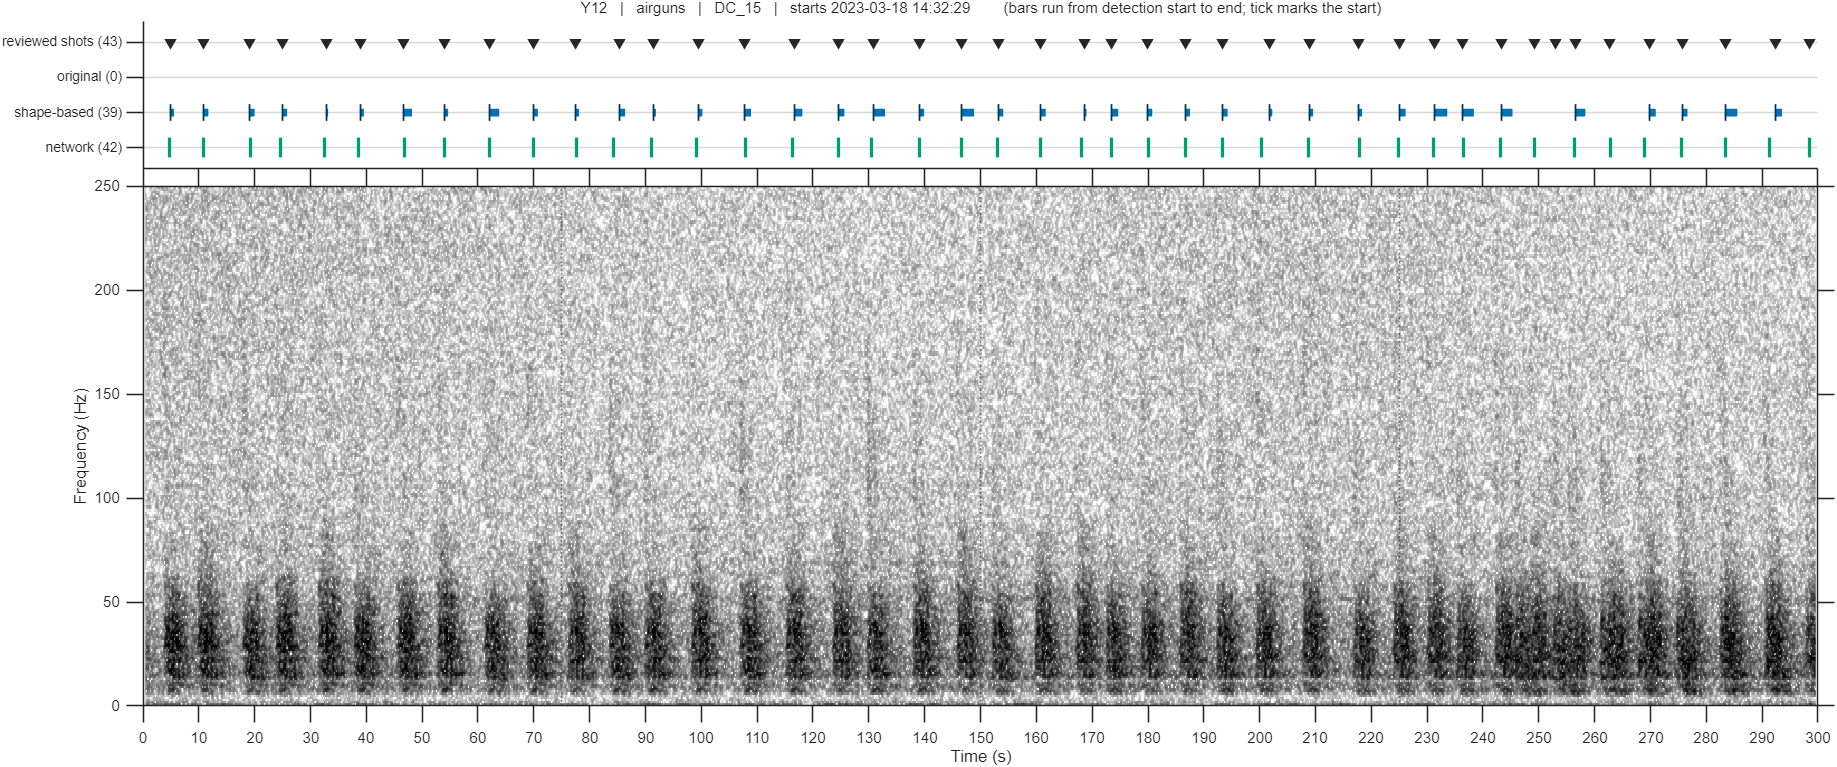 Y12 | airguns | DC_15 | starts 2023-03-18 14:32:29 (bars run from detection start to end; tick marks the start)
reviewed shots (43)
original (0)
shape-based (39)
network (42)
250
200
150
100
50
0
Frequency (Hz)
0 10 20 30 40 50 60 70 80 90 100 110 120 130 140 150 160 170 180 190 200 210 220 230 240 250 260 270 280 290 300
Time (s)